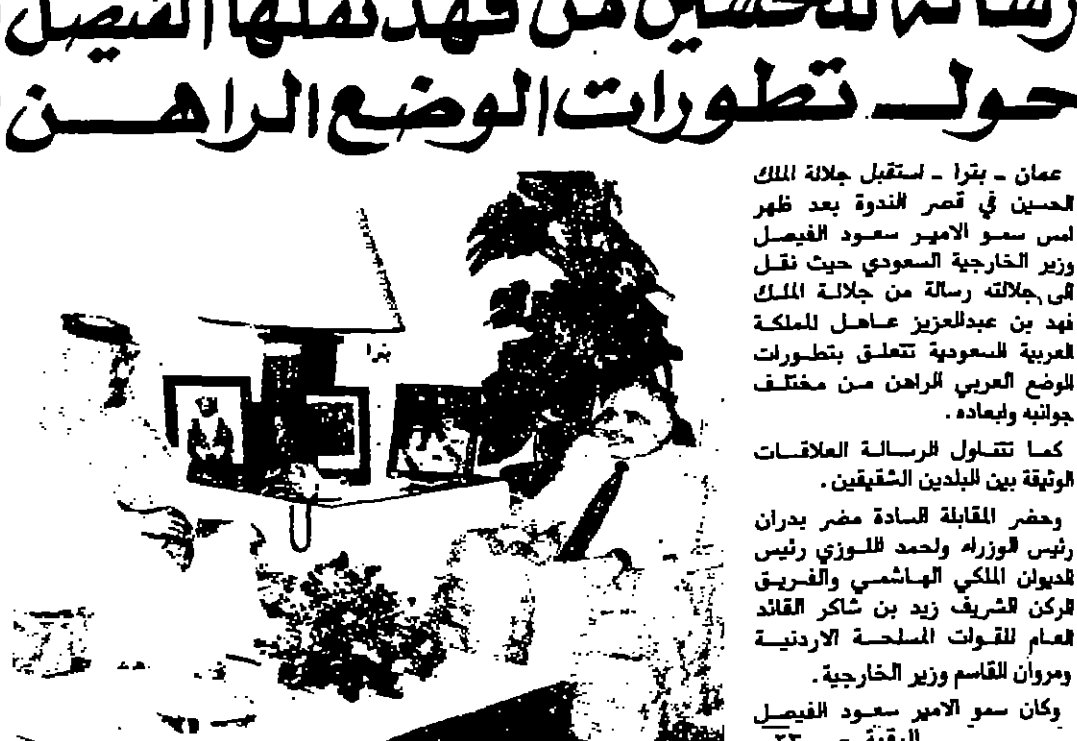 رسالة للحسين من فهد نقلها الفيصل
حول تطورات الوضع الراهن
عمان - بترا - استقبل جلالة الملك
الحسين في قصر الندوة بعد ظهر
امس سمو الامير سعود الفيصل
وزير الخارجية السعودي حيث نقل
الى جلالته رسالة من جلالة الملك
فهد بن عبدالعزيز عاهل المملكة
العربية السعودية تتعلق بتطورات
الوضع العربي الراهن من مختلف
جوانبه وابعاده .
كما تتناول الرسالة العلاقات
الوثيقة بين البلدين الشقيقين .
وحضر المقابلة السادة مضر بدران
رئيس الوزراء واحمد اللوزي رئيس
الديوان الملكي الهاشمي والفريق
الركن الشريف زيد بن شاكر القائد
العام للقوات المسلحة الاردنية
ومروان القاسم وزير الخارجية .
وكان سمو الامير سعود الفيصل
البقية - ٢٣
بترا